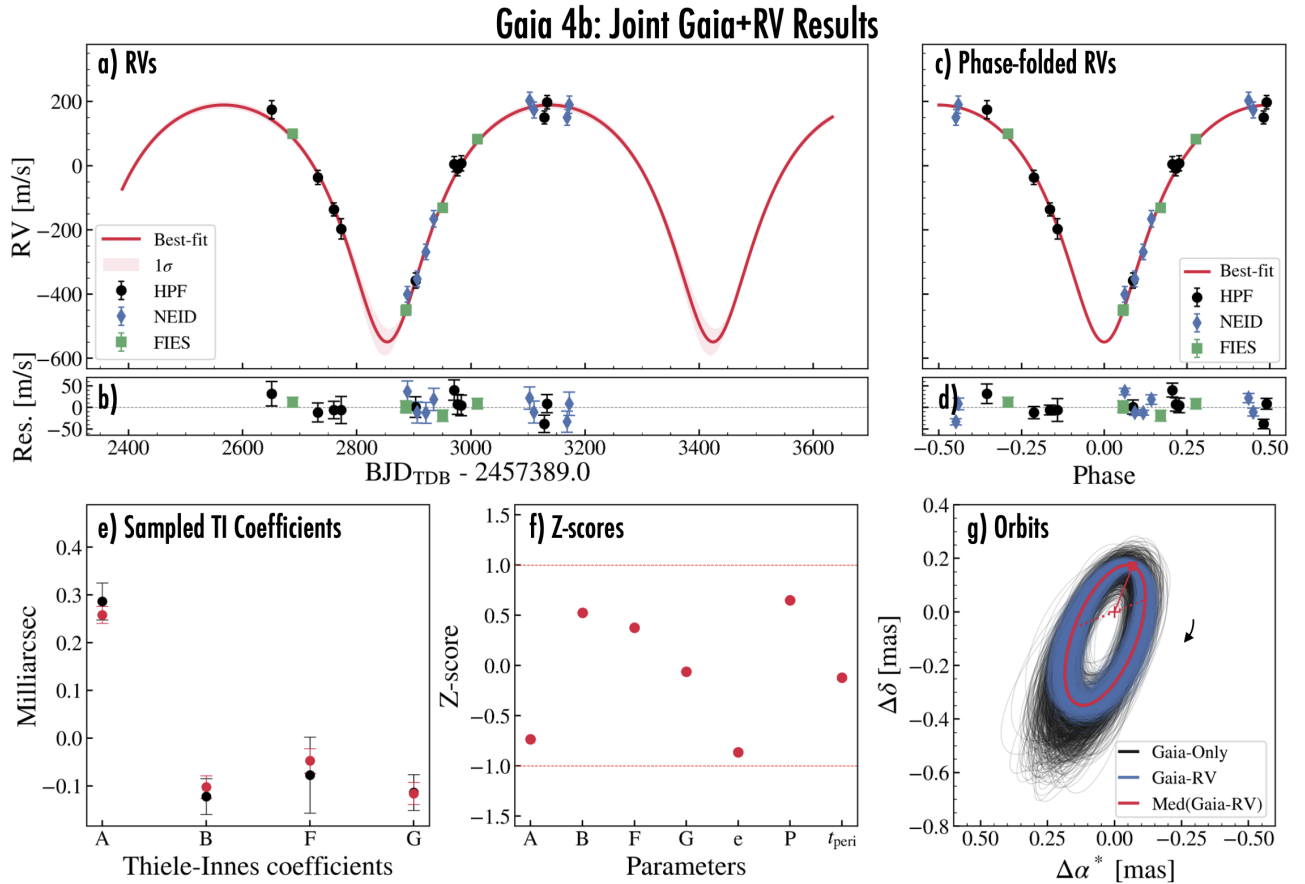 Gaia 4b: Joint Gaia+RV Results
a) RVs
RV [m/s]
200
0
−200
−400
−600
Best-fit
1σ
HPF
NEID
FIES
c) Phase-folded RVs
Best-fit
HPF
NEID
FIES
b)
Res. [m/s]
50
0
−50
2400 2600 2800 3000 3200 3400 3600
BJD_TDB - 2457389.0
d)
−0.50 −0.25 0.00 0.25 0.50
Phase
e) Sampled TI Coefficients
Milliarcsec
0.4
0.3
0.2
0.1
0.0
−0.1
A B F G
Thiele-Innes coefficients
f) Z-scores
Z-score
1.5
1.0
0.5
0.0
−0.5
−1.0
−1.5
A B F G e P t_peri
Parameters
g) Orbits
Δδ [mas]
0.4
0.2
0.0
−0.2
−0.4
−0.6
−0.8
Gaia-Only
Gaia-RV
Med(Gaia-RV)
0.50 0.25 0.00 −0.25 −0.50
Δα* [mas]